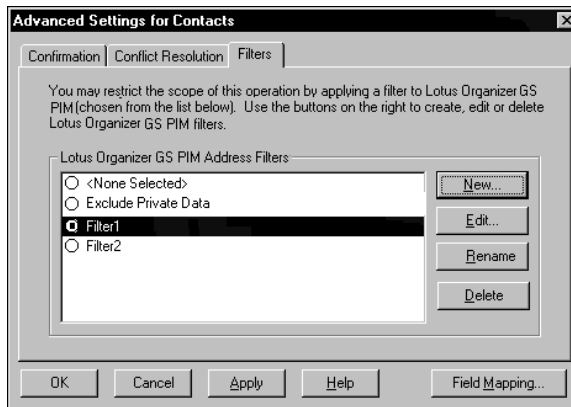 Advanced Settings for Contacts
Confirmation
Conflict Resolution
Filters
You may restrict the scope of this operation by applying a filter to Lotus Organizer GS
PIM(chosen from the list below). Use the buttons on the right to create, edit or delete
Lotus Organizer GS PIM filters.
Lotus Organizer GS PIM Address Filters
<None Selected>
Exclude Private Data
Filter1
Filter2
New...
Edit...
Rename
Delete
OK
Cancel
Apply
Help
Field Mapping...